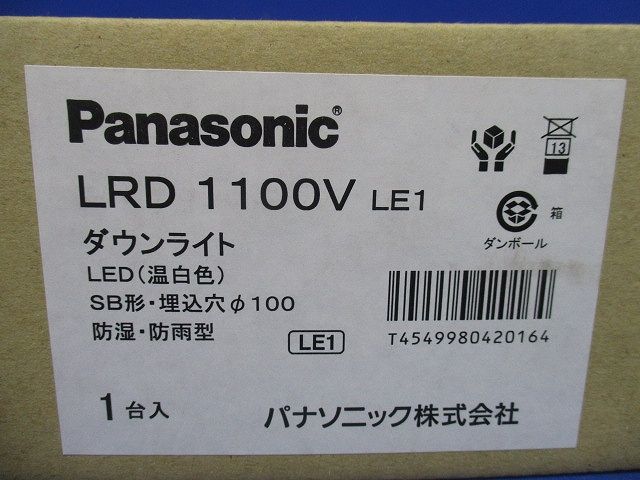 Panasonic®
LRD 1100V LE1
ダウンライト
LED(温白色)
SB形・埋込穴φ100
防湿・防雨型
LE1
1台入
パナソニック株式会社
13
箱
ダンボール
T4549980420164